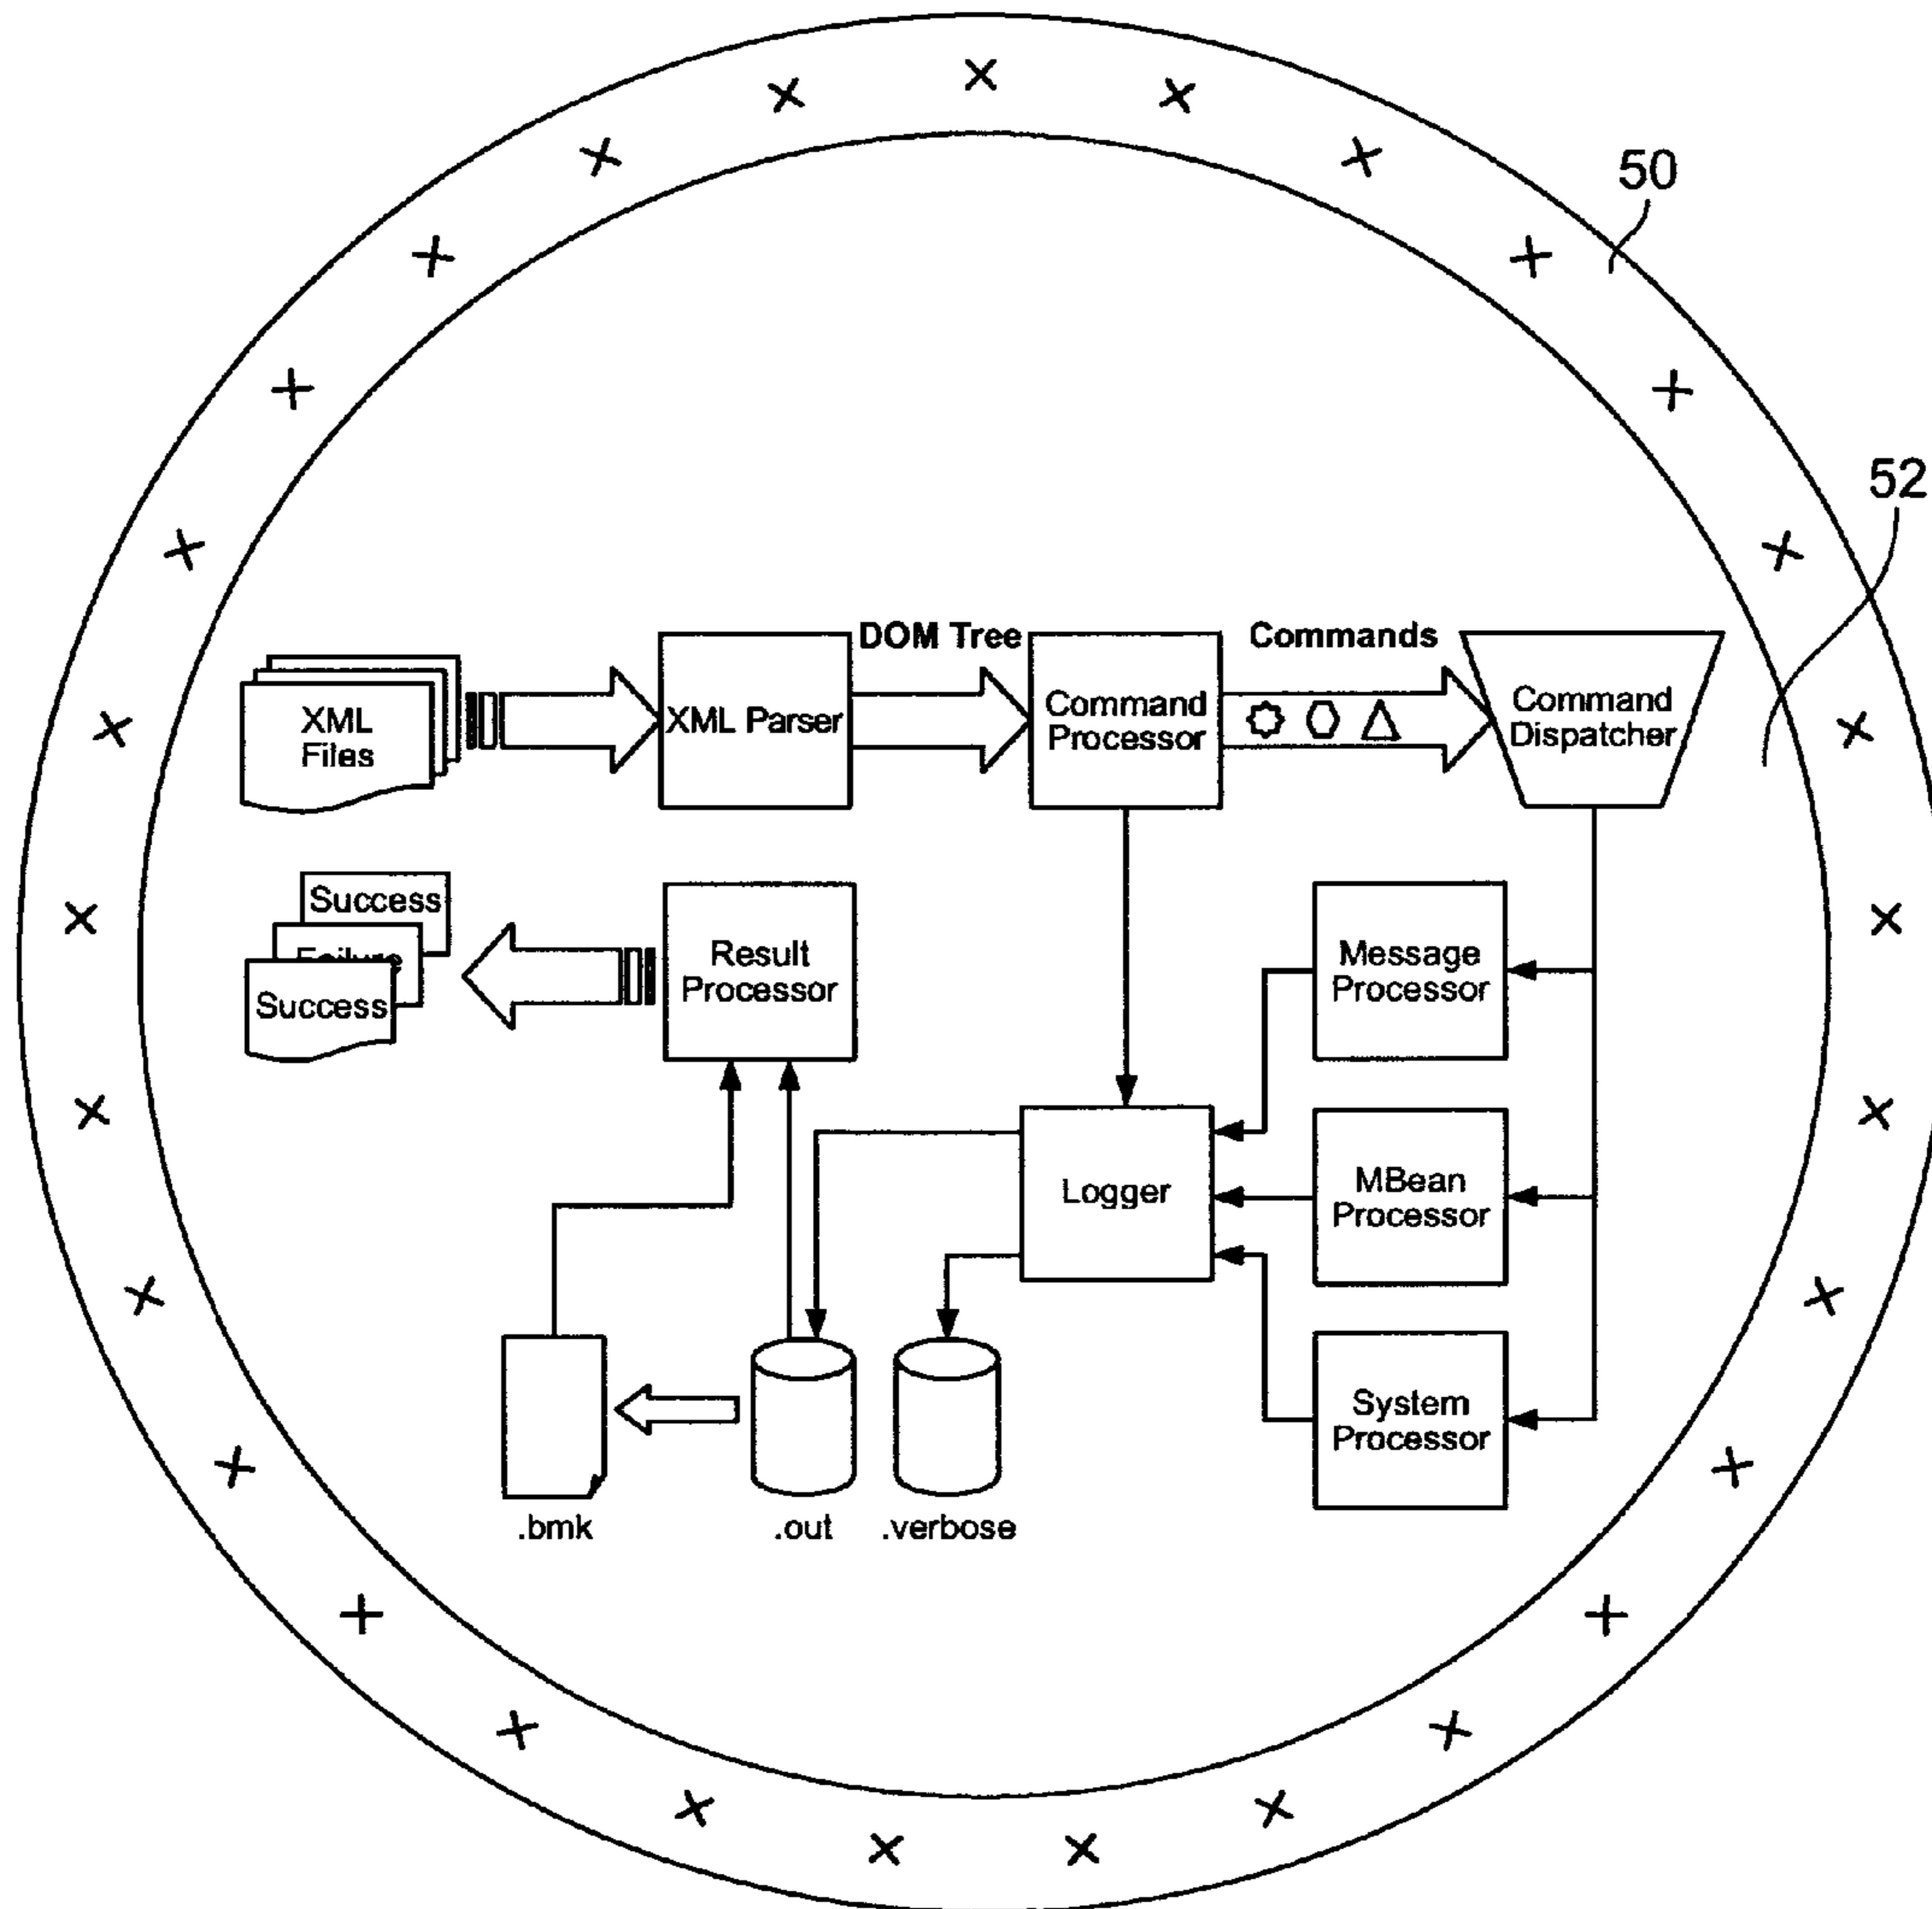 50
52
DOM Tree
Commands
XML
Files
XML Parser
Command
Processor
Command
Dispatcher
Success
Failure
Success
Result
Processor
Message
Processor
Logger
MBean
Processor
System
Processor
.bmk
.out
.verbose